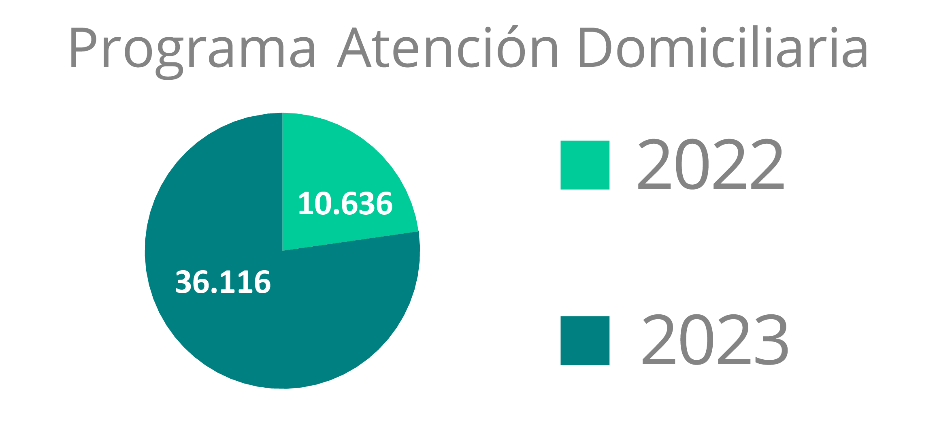 Programa Atención Domiciliaria
10.636
36.116
2022
2023